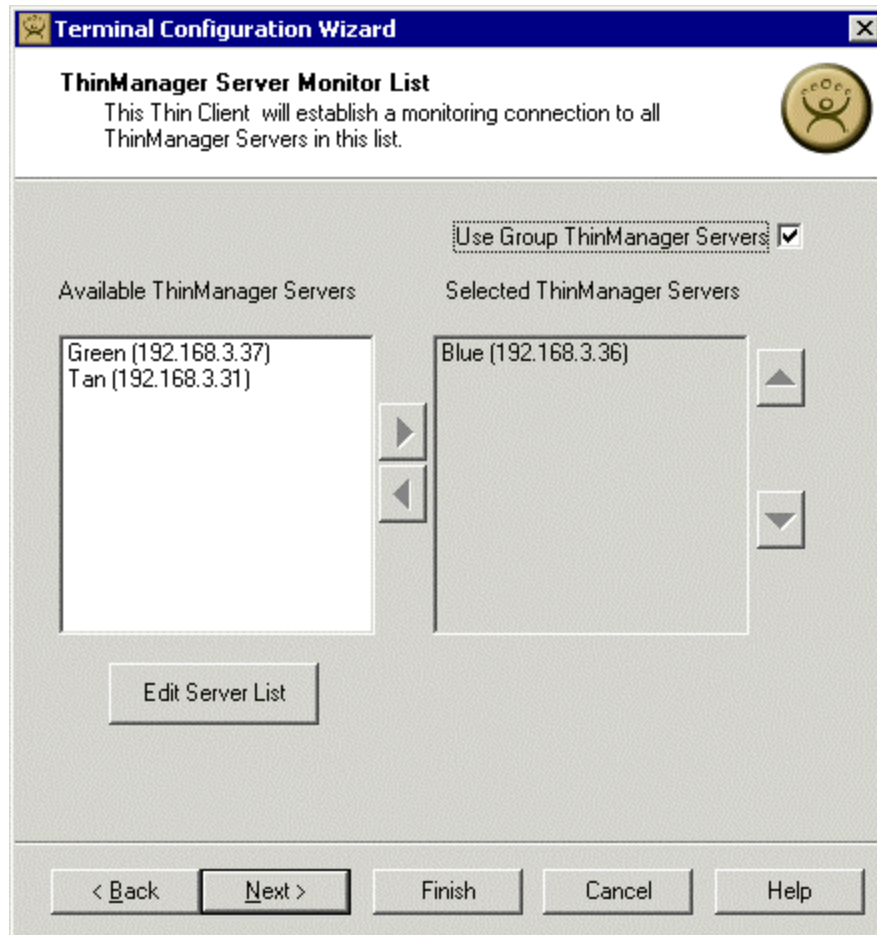 Terminal Configuration Wizard
ThinManager Server Monitor List
This Thin Client will establish a monitoring connection to all
ThinManager Servers in this list.
Use Group ThinManager Servers
Available ThinManager Servers
Selected ThinManager Servers
Green (192.168.3.37)
Tan (192.168.3.31)
Blue (192.168.3.36)
Edit Server List
< Back
Next >
Finish
Cancel
Help